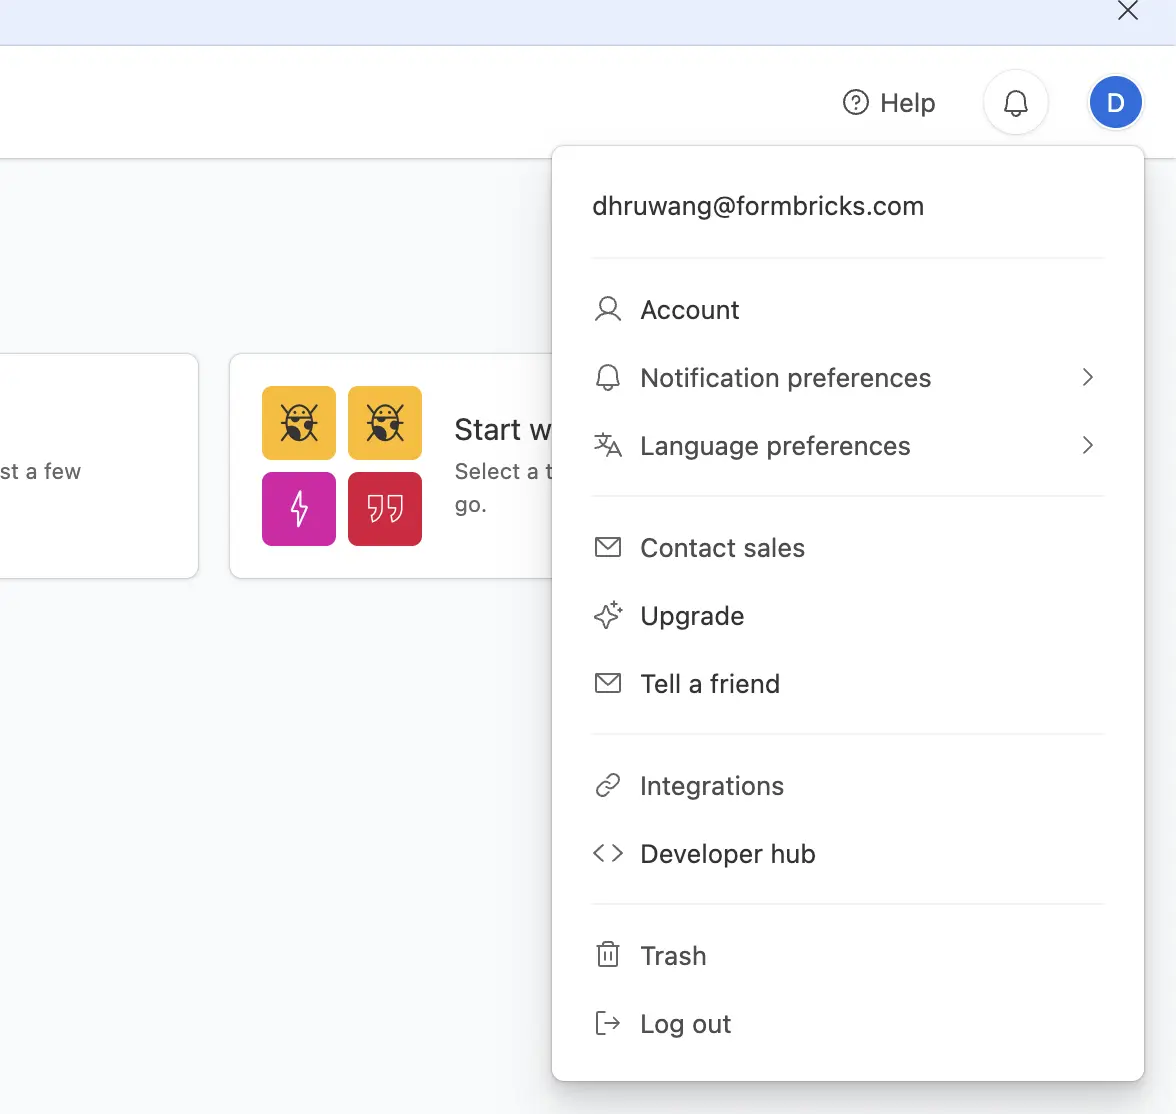 Help
D
dhruwang@formbricks.com
Account
Notification preferences
Language preferences
Start w
st a few
Select a t
go.
Contact sales
Upgrade
Tell a friend
Integrations
Developer hub
Trash
Log out